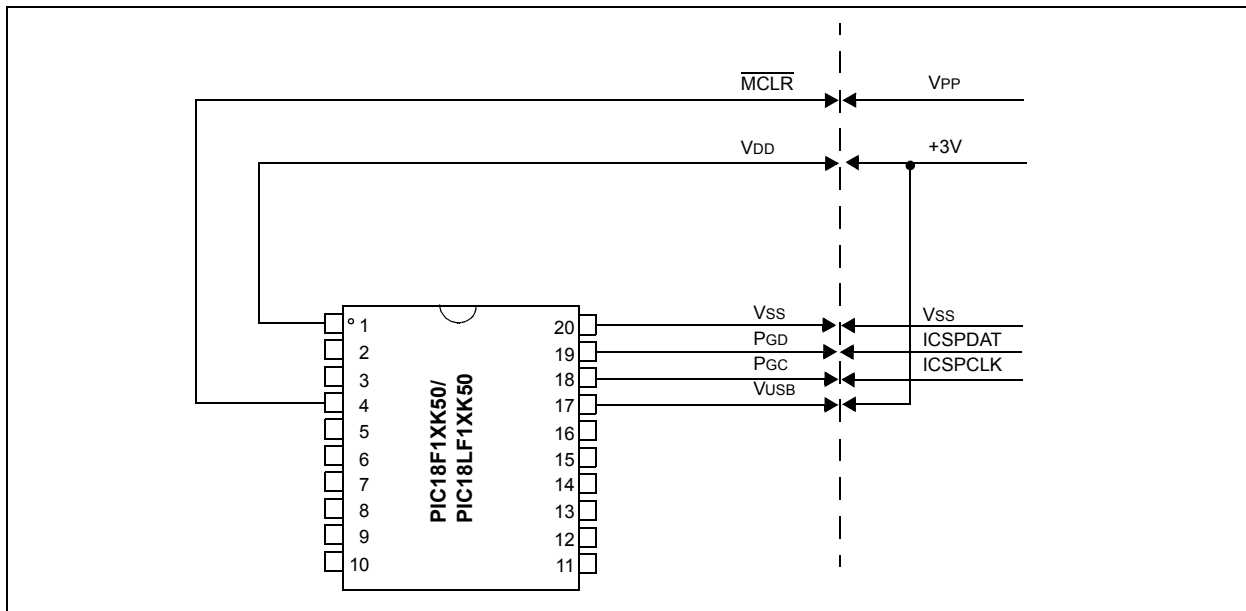 MCLR VPP
VDD +3V
VSS VSS
PGD ICSPDAT
PGC ICSPCLK
VUSB
1 20
2 19
3 18
4 17
5 16
6 15
7 14
8 13
9 12
10 11
PIC18F1XK50/
PIC18LF1XK50